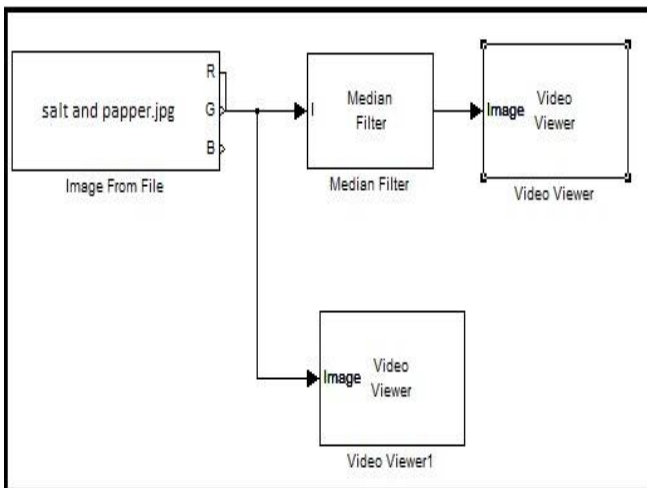 R
salt and papper.jpg
G
B
Image From File
I
Median
Filter
Median Filter
Image
Video
Viewer
Video Viewer
Image
Video
Viewer
Video Viewer1